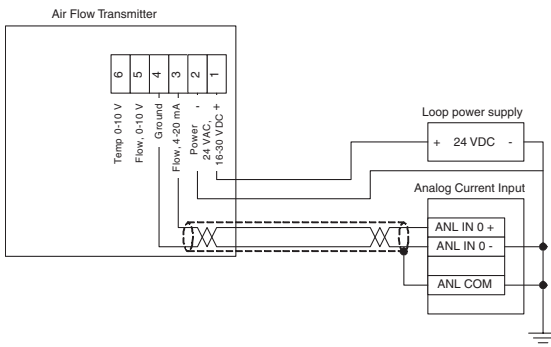 Air Flow Transmitter
6 5 4 3 2 1
Temp 0-10 V
Flow, 0-10 V
Ground
Flow, 4-20 mA
Power -
24 VAC,
16-30 VDC +
Loop power supply
+ 24 VDC -
Analog Current Input
ANL IN 0 +
ANL IN 0 -
ANL COM